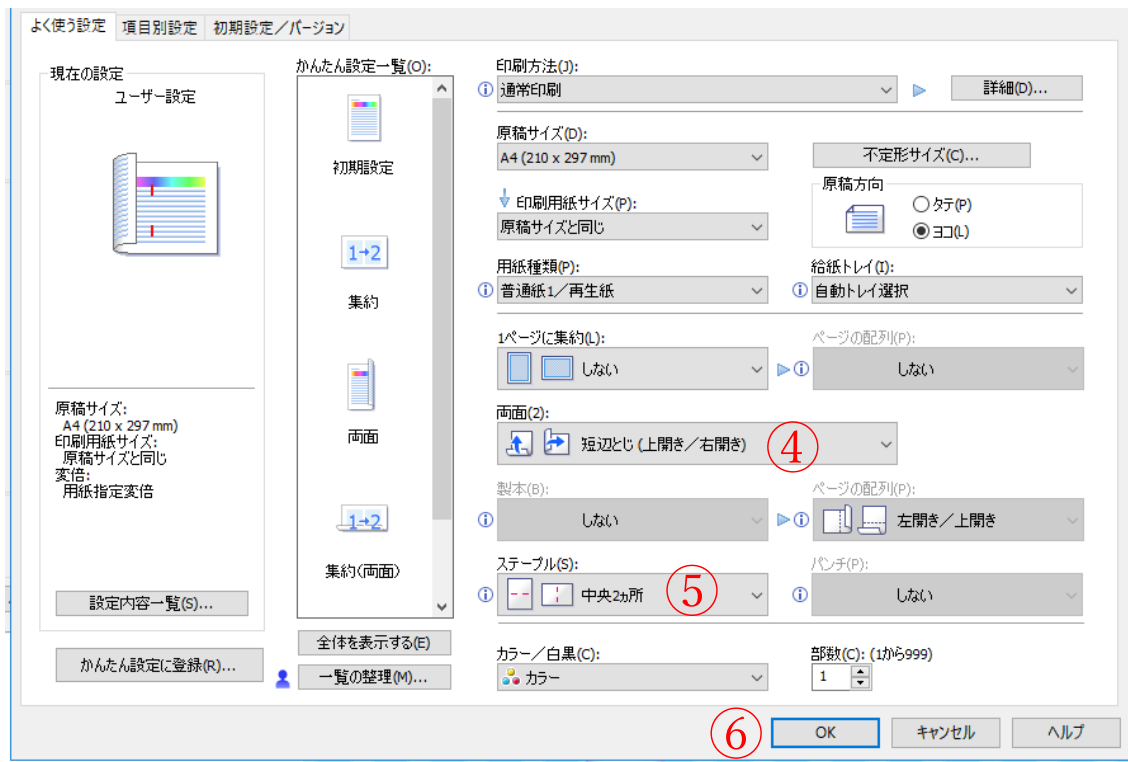 よく使う設定 項目別設定 初期設定／バージョン
現在の設定
ユーザー設定
原稿サイズ:
A4 (210 x 297 mm)
印刷用紙サイズ:
原稿サイズと同じ
変倍:
用紙指定変倍
設定内容一覧(S)...
かんたん設定に登録(R)...
かんたん設定一覧(O):
初期設定
1→2
集約
両面
1→2
集約(両面)
全体を表示する(E)
一覧の整理(M)...
印刷方法(J):
通常印刷
詳細(D)...
原稿サイズ(D):
A4 (210 x 297 mm)
不定形サイズ(C)...
印刷用紙サイズ(P):
原稿サイズと同じ
原稿方向
タテ(P)
ヨコ(L)
用紙種類(P):
普通紙1／再生紙
給紙トレイ(I):
自動トレイ選択
1ページに集約(L):
しない
ページの配列(P):
しない
両面(2):
短辺とじ (上開き／右開き)
④
製本(B):
しない
ページの配列(P):
左開き／上開き
ステープル(S):
中央2ヵ所
⑤
パンチ(P):
しない
カラー／白黒(C):
カラー
部数(C): (1から999)
1
⑥
OK キャンセル ヘルプ